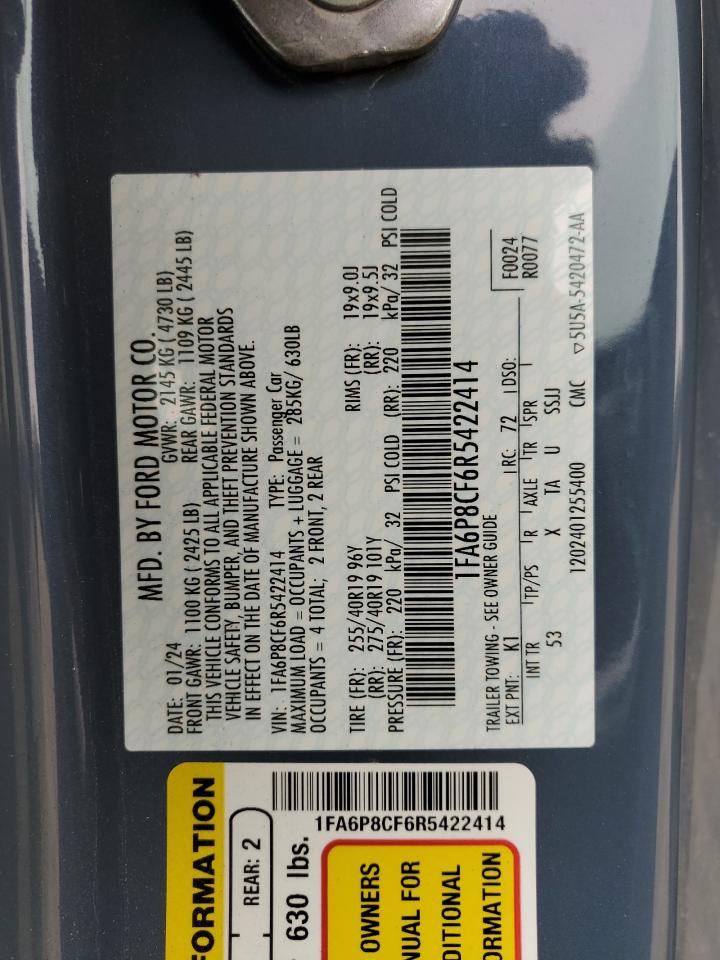 MFD. BY FORD MOTOR CO.
DATE: 01/24 GVWR: 2145 KG ( 4730 LB)
FRONT GAWR: 1100 KG ( 2425 LB) REAR GAWR: 1109 KG ( 2445 LB)
THIS VEHICLE CONFORMS TO ALL APPLICABLE FEDERAL MOTOR
VEHICLE SAFETY, BUMPER, AND THEFT PREVENTION STANDARDS
IN EFFECT ON THE DATE OF MANUFACTURE SHOWN ABOVE.
VIN: 1FA6P8CF6R5422414 TYPE: Passenger Car
MAXIMUM LOAD = OCCUPANTS + LUGGAGE = 285KG/ 630LB
OCCUPANTS = 4 TOTAL; 2 FRONT, 2 REAR
TIRE (FR): 255/40R19 96Y RIMS (FR): 19x9.0J
(RR): 275/40R19 101Y (RR): 19x9.5J
PRESSURE (FR): 220 kPa/ 32 PSI COLD (RR): 220 kPa/ 32 PSI COLD
1FA6P8CF6R5422414
TRAILER TOWING - SEE OWNER GUIDE
F0024
EXT PNT: K1 RC: 72 DSO: R0077
INT TR TP/PS R AXLE TR SPR
53 X TA U SSJJ
1202401255400 CMC ▽5U5A-5420472-AA
FORMATION
REAR: 2
630 lbs.
1FA6P8CF6R5422414
OWNERS
NUAL FOR
DITIONAL
ORMATION